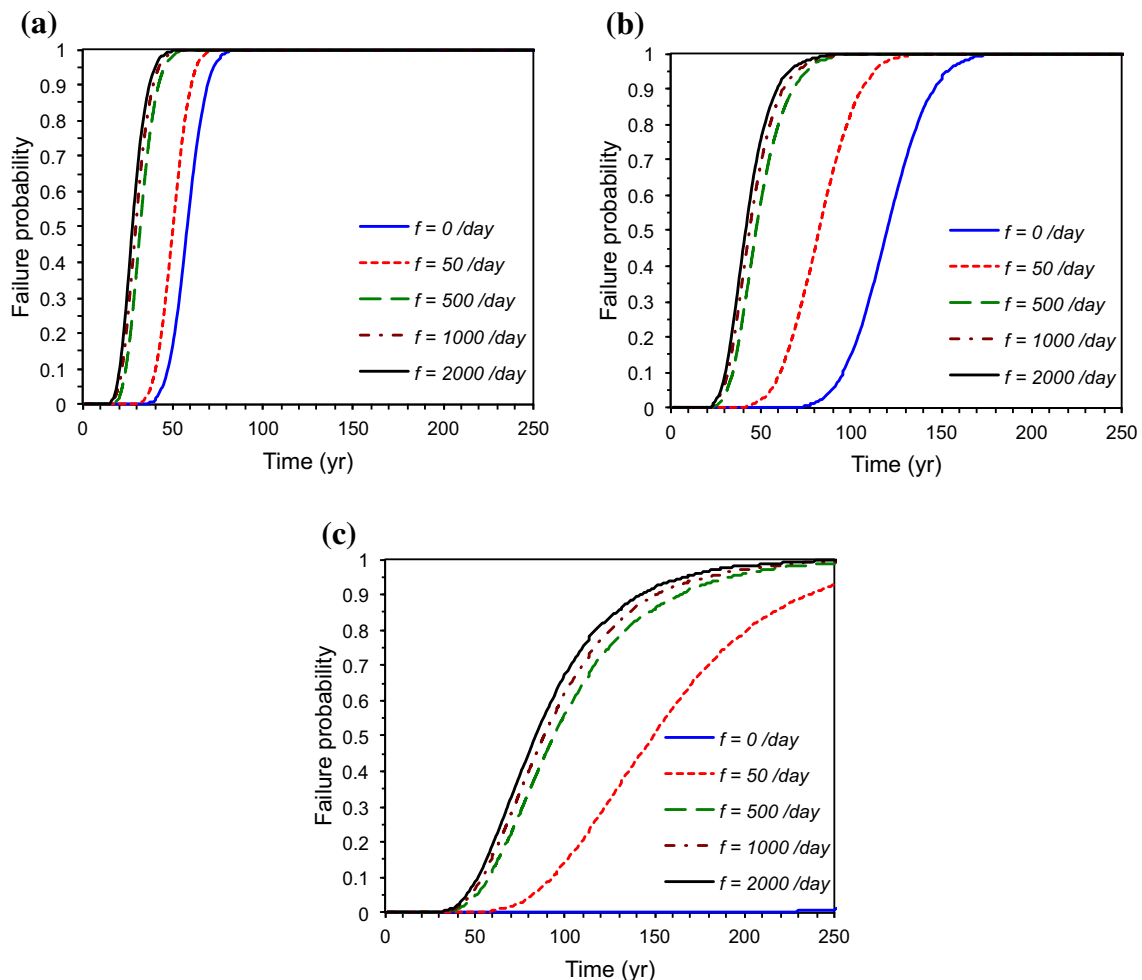 (a)
Failure probability
1
0.9
0.8
0.7
0.6
0.5
0.4
0.3
0.2
0.1
0
f = 0 /day
f = 50 /day
f = 500 /day
f = 1000 /day
f = 2000 /day
0 50 100 150 200 250
Time (yr)
(b)
Failure probability
1
0.9
0.8
0.7
0.6
0.5
0.4
0.3
0.2
0.1
0
f = 0 /day
f = 50 /day
f = 500 /day
f = 1000 /day
f = 2000 /day
0 50 100 150 200 250
Time (yr)
(c)
Failure probability
1
0.9
0.8
0.7
0.6
0.5
0.4
0.3
0.2
0.1
0
f = 0 /day
f = 50 /day
f = 500 /day
f = 1000 /day
f = 2000 /day
0 50 100 150 200 250
Time (yr)